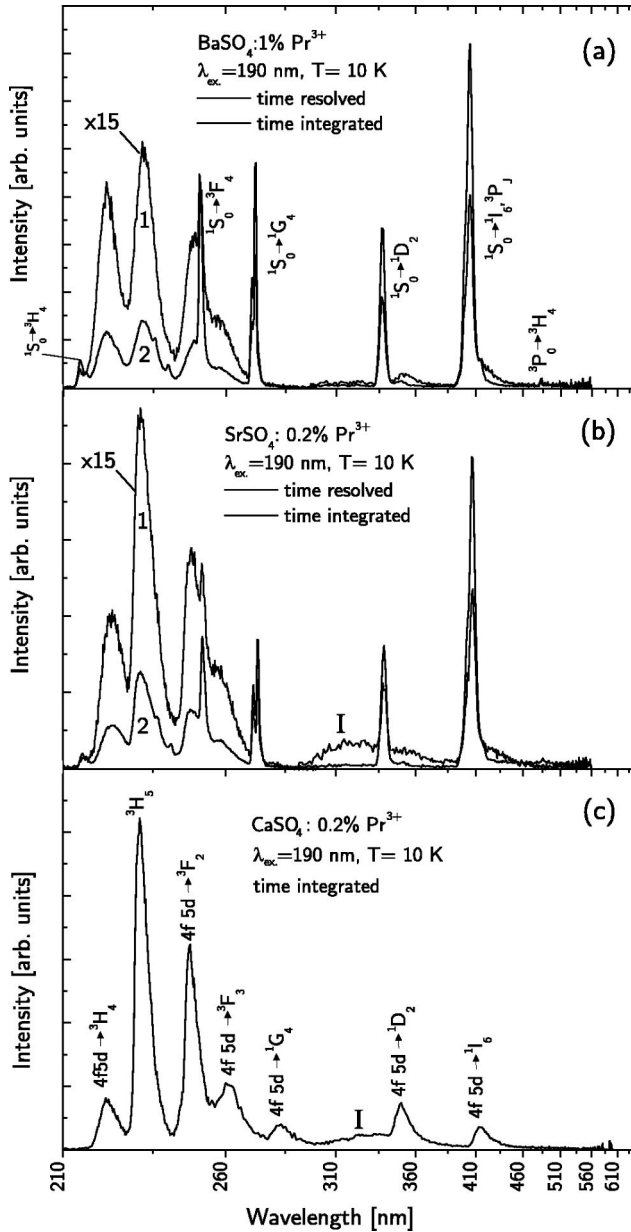 BaSO₄:1% Pr³⁺
(a)
λex.=190 nm, T= 10 K
time resolved
time integrated
x15
1
2
¹S₀→³H₄
¹S₀→³F₄
¹S₀→¹G₄
¹S₀→¹D₂
¹S₀→¹I₆,³PJ
³P₀→³H₄
Intensity [arb. units]
SrSO₄: 0.2% Pr³⁺
(b)
λex.=190 nm, T= 10 K
time resolved
time integrated
x15
1
2
I
Intensity [arb. units]
CaSO₄: 0.2% Pr³⁺
(c)
λex.=190 nm, T= 10 K
time integrated
4f5d→³H₄
³H₅
4f 5d→³F₂
4f 5d→³F₃
4f 5d→¹G₄
I
4f 5d→¹D₂
4f 5d→¹I₆
Intensity [arb. units]
210 260 310 360 410 460 510 560 610
Wavelength [nm]